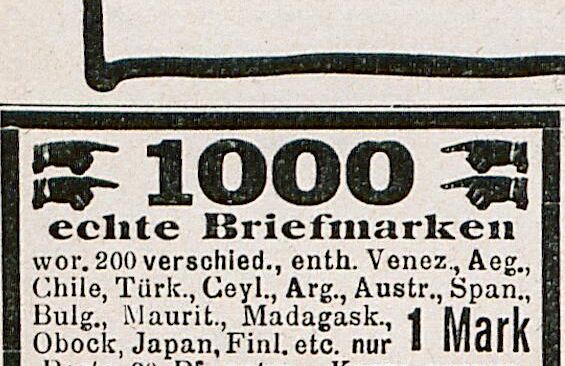 1000
echte Briefmarken
wor. 200 verschied., enth. Venez., Aeg.,
Chile, Türk., Ceyl., Arg., Austr., Span.,
Bulg., Maurit., Madagask.,
Obock, Japan, Finl. etc. nur 1 Mark